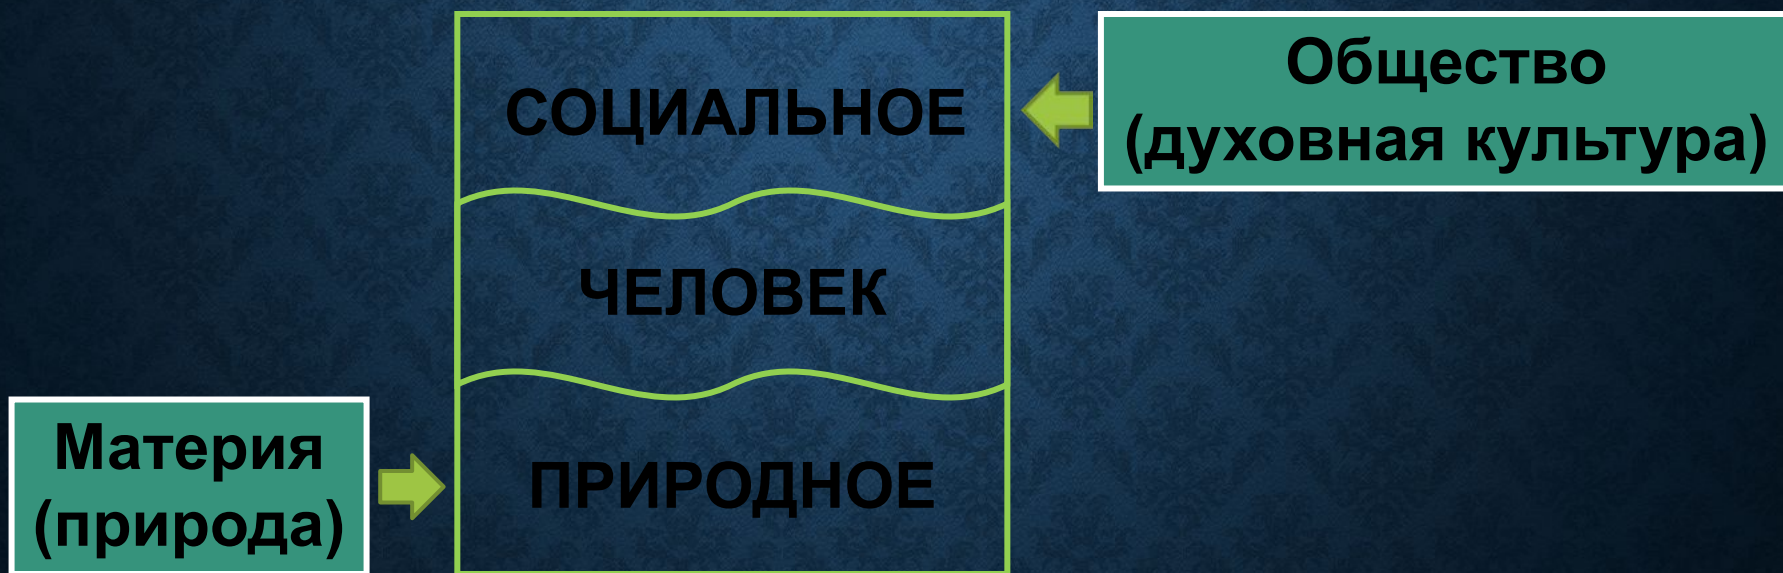 СОЦИАЛЬНОЕ
Общество
(духовная культура)
ЧЕЛОВЕК
Материя
(природа)
ПРИРОДНОЕ